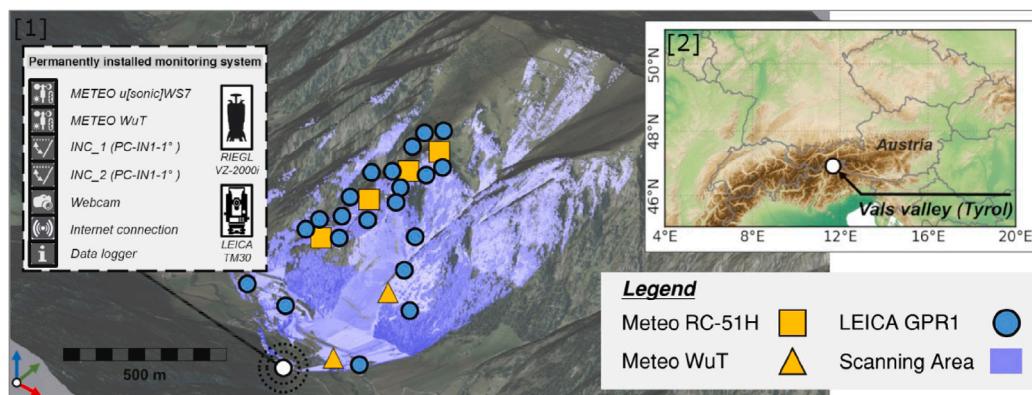 [1]
Permanently installed monitoring system
METEO u[sonic]WS7
METEO WuT
INC_1 (PC-IN1-1°)
INC_2 (PC-IN1-1°)
Webcam
Internet connection
i
Data logger
RIEGL
VZ-2000i
LEICA
TM30
500 m
[2]
50°N
48°N
46°N
4°E
8°E
12°E
16°E
20°E
Austria
Vals valley (Tyrol)
Legend
Meteo RC-51H
LEICA GPR1
Meteo WuT
Scanning Area